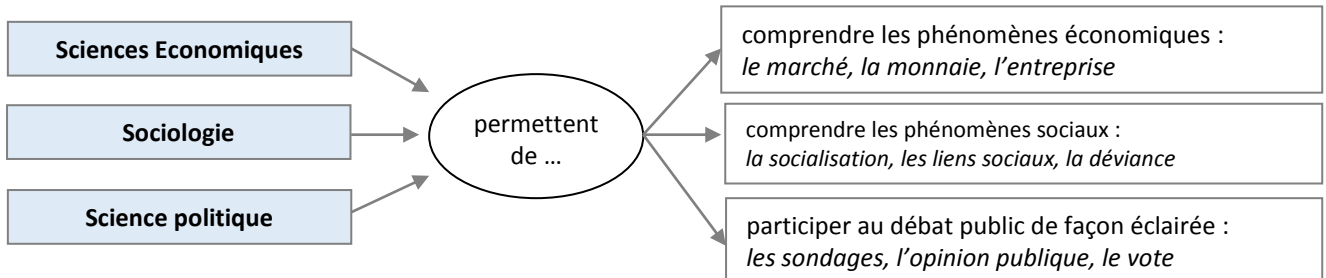 Sciences Economiques
Sociologie
Science politique
permettent
de ...
comprendre les phénomènes économiques :
le marché, la monnaie, l'entreprise
comprendre les phénomènes sociaux :
la socialisation, les liens sociaux, la déviance
participer au débat public de façon éclairée :
les sondages, l'opinion publique, le vote